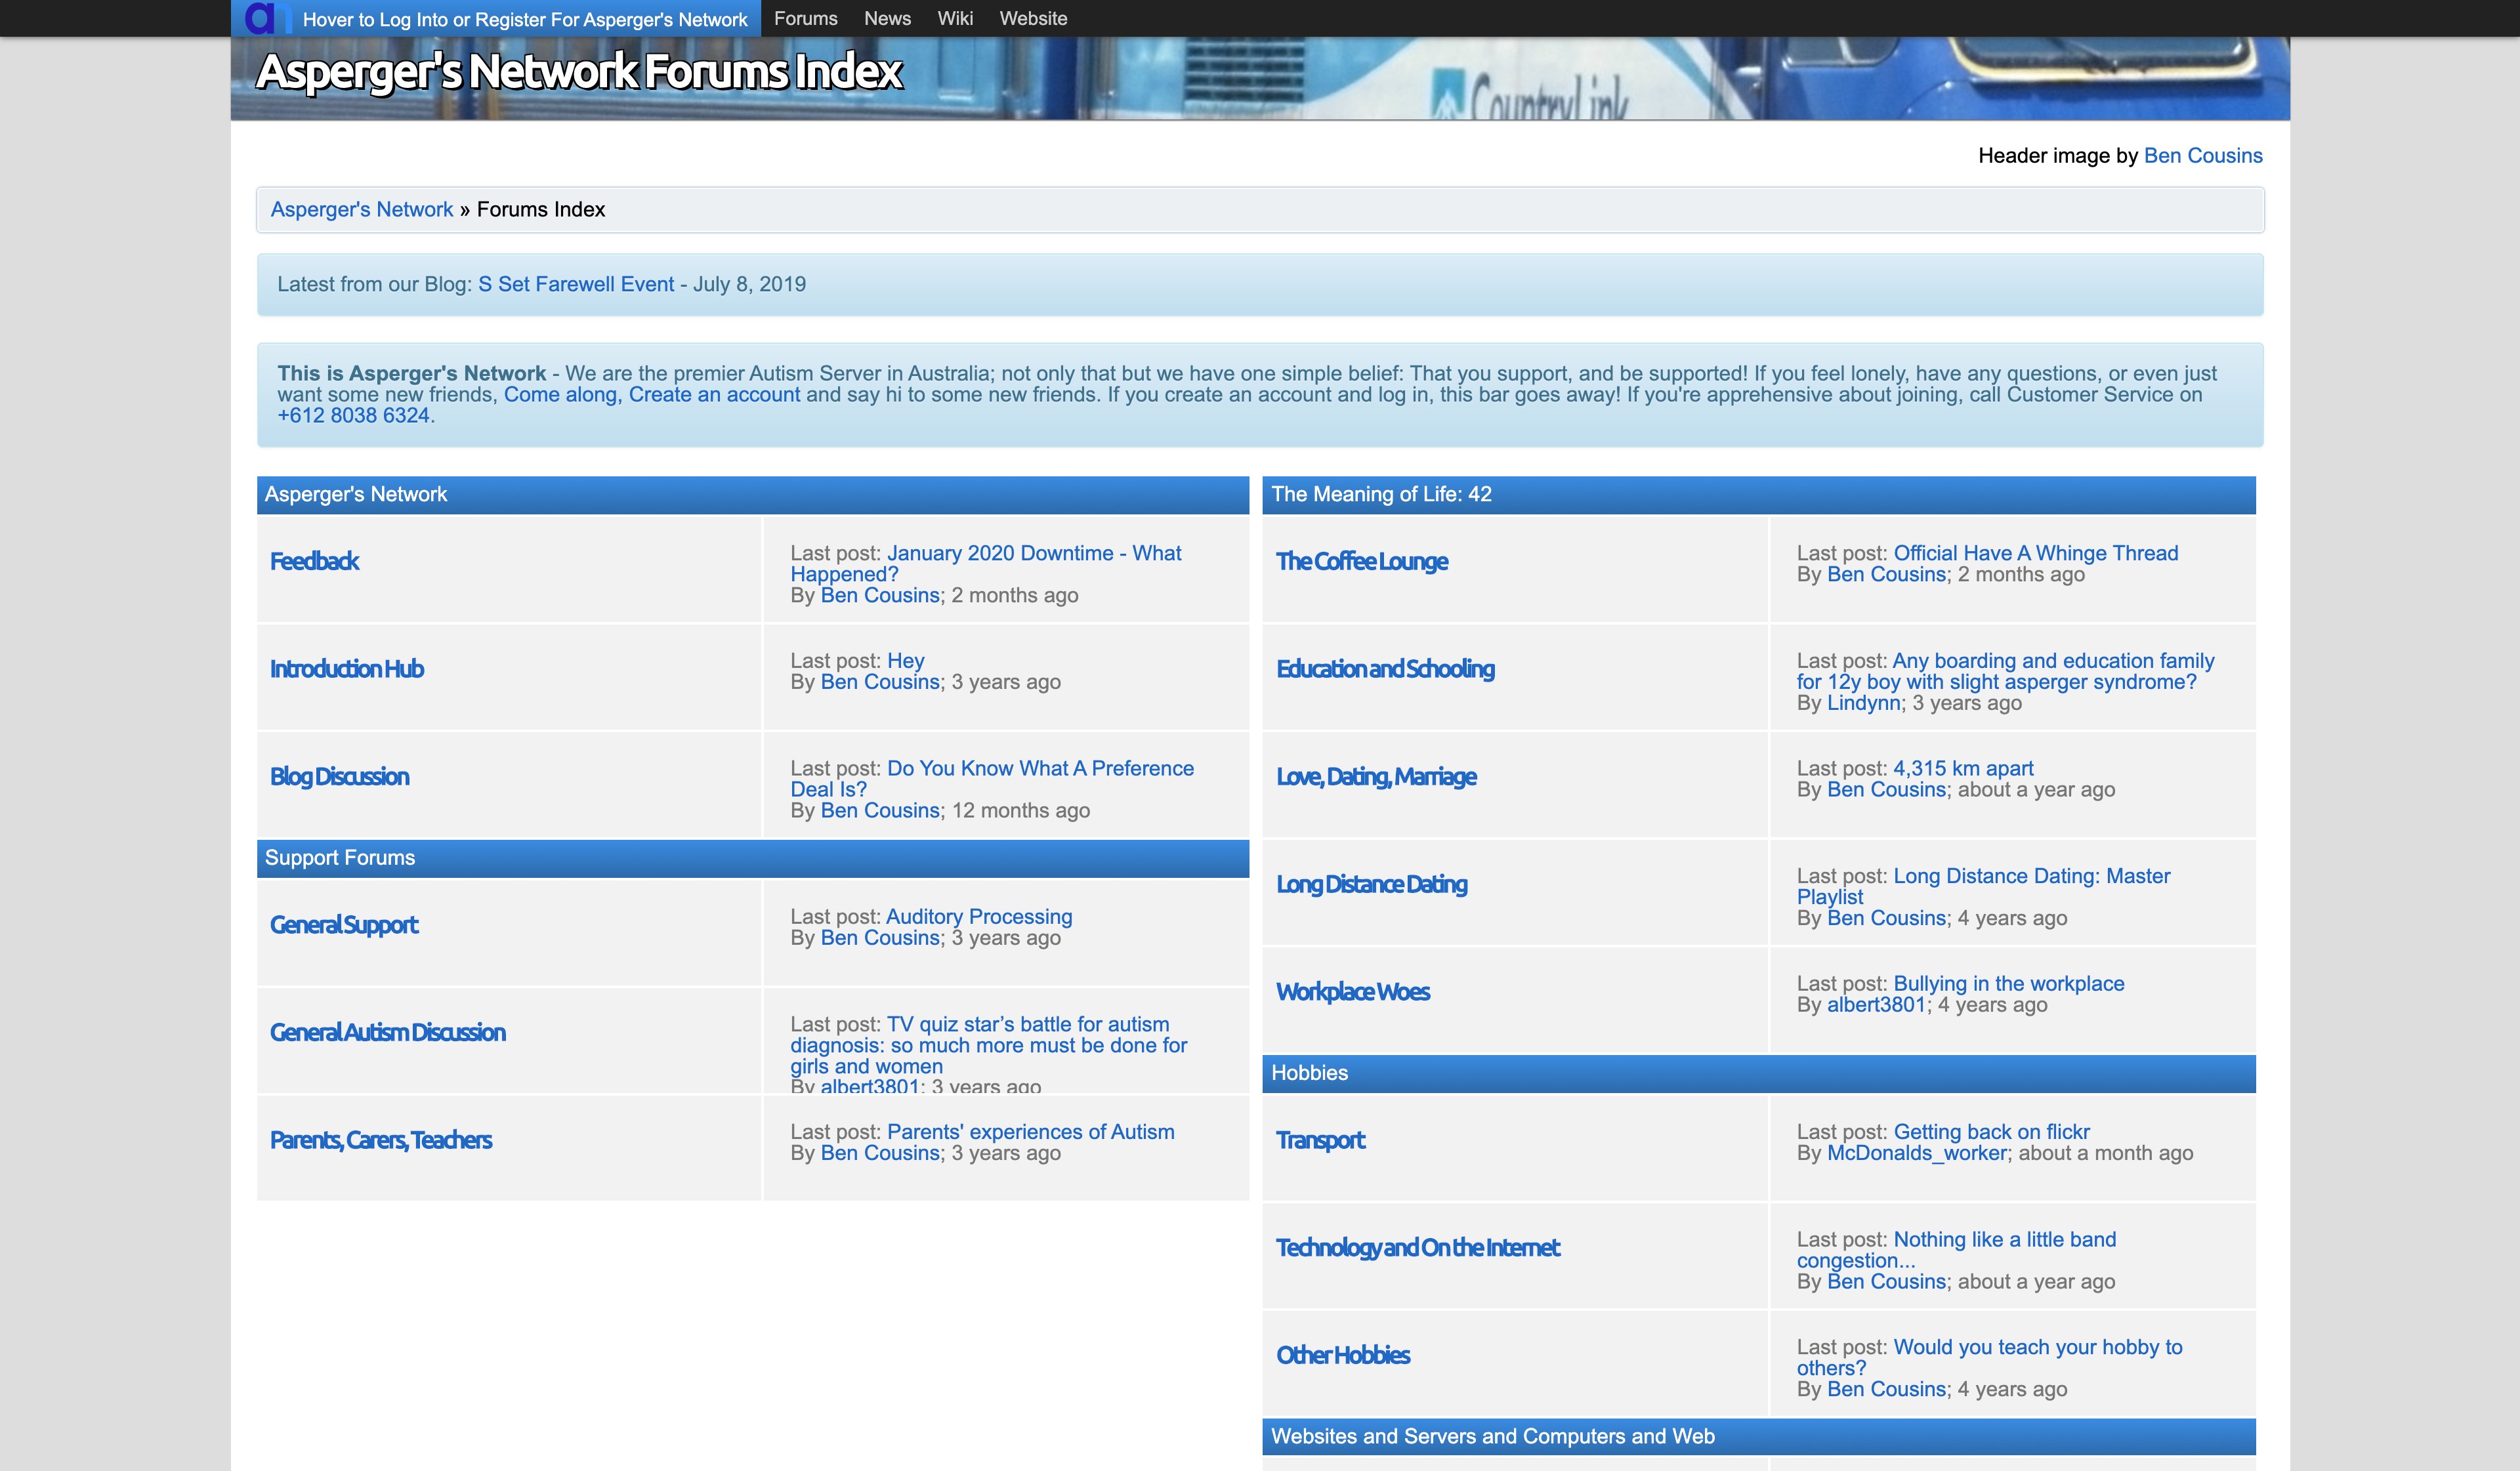 an Hover to Log Into or Register For Asperger's Network Forums News Wiki Website
Asperger's Network Forums Index
CountryLink
Header image by Ben Cousins
Asperger's Network » Forums Index
Latest from our Blog: S Set Farewell Event - July 8, 2019
This is Asperger's Network - We are the premier Autism Server in Australia; not only that but we have one simple belief: That you support, and be supported! If you feel lonely, have any questions, or even just
want some new friends, Come along, Create an account and say hi to some new friends. If you create an account and log in, this bar goes away! If you're apprehensive about joining, call Customer Service on
+612 8038 6324.
Asperger's Network
Feedback
Last post: January 2020 Downtime - What
Happened?
By Ben Cousins; 2 months ago
Introduction Hub
Last post: Hey
By Ben Cousins; 3 years ago
Blog Discussion
Last post: Do You Know What A Preference
Deal Is?
By Ben Cousins; 12 months ago
Support Forums
General Support
Last post: Auditory Processing
By Ben Cousins; 3 years ago
General Autism Discussion
Last post: TV quiz star’s battle for autism
diagnosis: so much more must be done for
girls and women
By albert3801; 3 years ago
Parents, Carers, Teachers
Last post: Parents' experiences of Autism
By Ben Cousins; 3 years ago
The Meaning of Life: 42
The Coffee Lounge
Last post: Official Have A Whinge Thread
By Ben Cousins; 2 months ago
Education and Schooling
Last post: Any boarding and education family
for 12y boy with slight asperger syndrome?
By Lindynn; 3 years ago
Love, Dating, Marriage
Last post: 4,315 km apart
By Ben Cousins; about a year ago
Long Distance Dating
Last post: Long Distance Dating: Master
Playlist
By Ben Cousins; 4 years ago
Workplace Woes
Last post: Bullying in the workplace
By albert3801; 4 years ago
Hobbies
Transport
Last post: Getting back on flickr
By McDonalds_worker; about a month ago
Technology and On the Internet
Last post: Nothing like a little band
congestion...
By Ben Cousins; about a year ago
Other Hobbies
Last post: Would you teach your hobby to
others?
By Ben Cousins; 4 years ago
Websites and Servers and Computers and Web